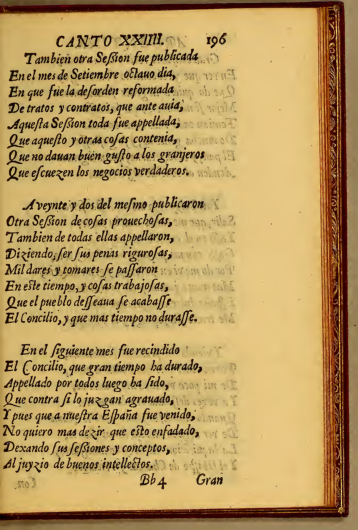 CANTO XXIIII. 196
Tambien otra Seſsion fue publicada
En el mes de Setiembre octauo dia,
En que fue la deſorden reformada
De tratos y contratos, que ante auia,
Aqueſta Seſsion toda fue appellada,
Que aqueſto y otras coſas contenia,
Que no dauan buen guſto a los granjeros
Que eſcuezen los negocios verdaderos.
A veynte y dos del meſmo publicaron
Otra Seſsion de coſas prouechoſas,
Tambien de todas ellas appellaron,
Diziendo, ſer ſus penas riguroſas,
Mil dares y tomares ſe paſſaron
En eſte tiempo, y coſas trabajoſas,
Que el pueblo deſſeaua ſe acabaſſe
El Concilio, y que mas tiempo no duraſſe.
En el ſiguiente mes fue recindido
El Concilio, que gran tiempo ha durado,
Appellado por todos luego ha ſido,
Que contra ſi lo juzgan agrauado,
Y pues que a nueſtra Eſpaña fue venido,
No quiero mas dezir que eſto enfadado,
Dexando ſus ſeſsiones y conceptos,
Al juyzio de buenos intellectos.
Bb 4 Gran